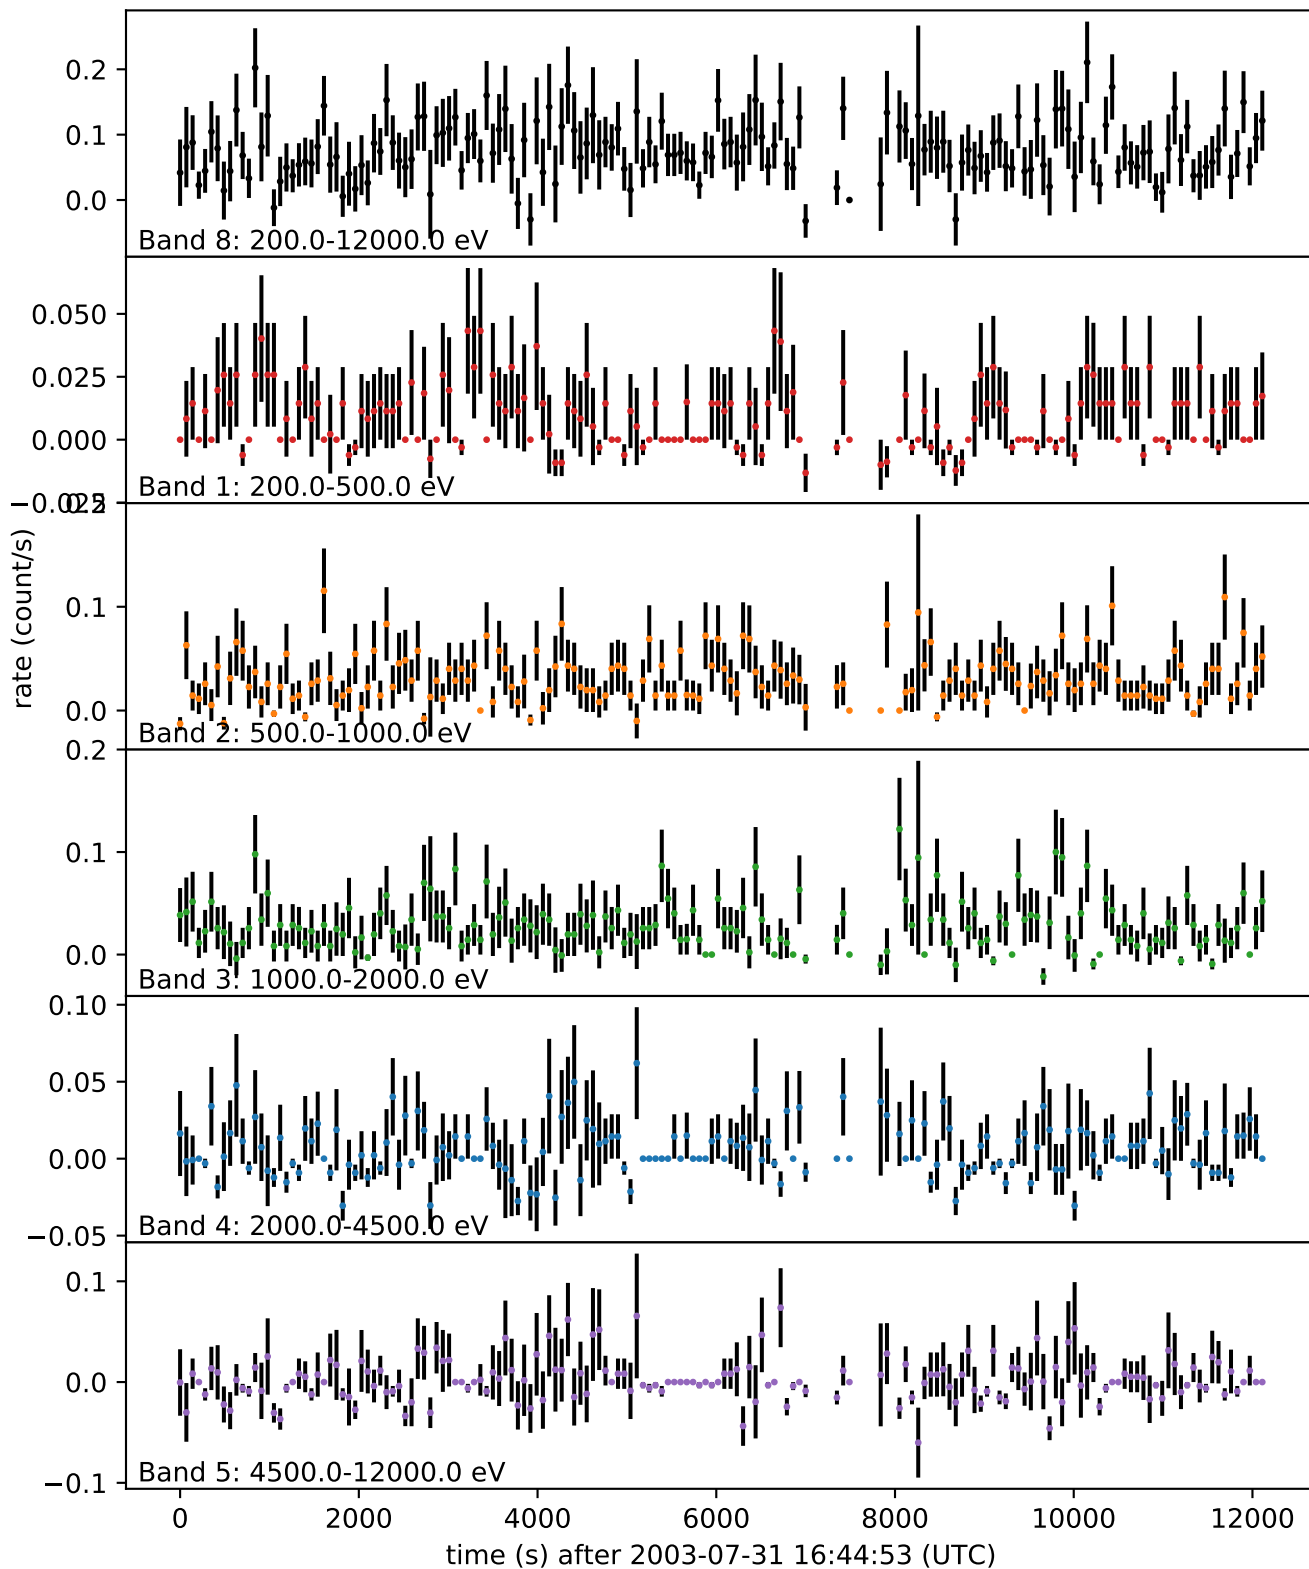 0.2
0.1
0.0
Band 8: 200.0-12000.0 eV
0.050
0.025
0.000
−0.025
Band 1: 200.0-500.0 eV
0.2
0.1
0.0
Band 2: 500.0-1000.0 eV
rate (count/s)
0.2
0.1
0.0
Band 3: 1000.0-2000.0 eV
0.10
0.05
0.00
−0.05
Band 4: 2000.0-4500.0 eV
0.1
0.0
−0.1
Band 5: 4500.0-12000.0 eV
0 2000 4000 6000 8000 10000 12000
time (s) after 2003-07-31 16:44:53 (UTC)